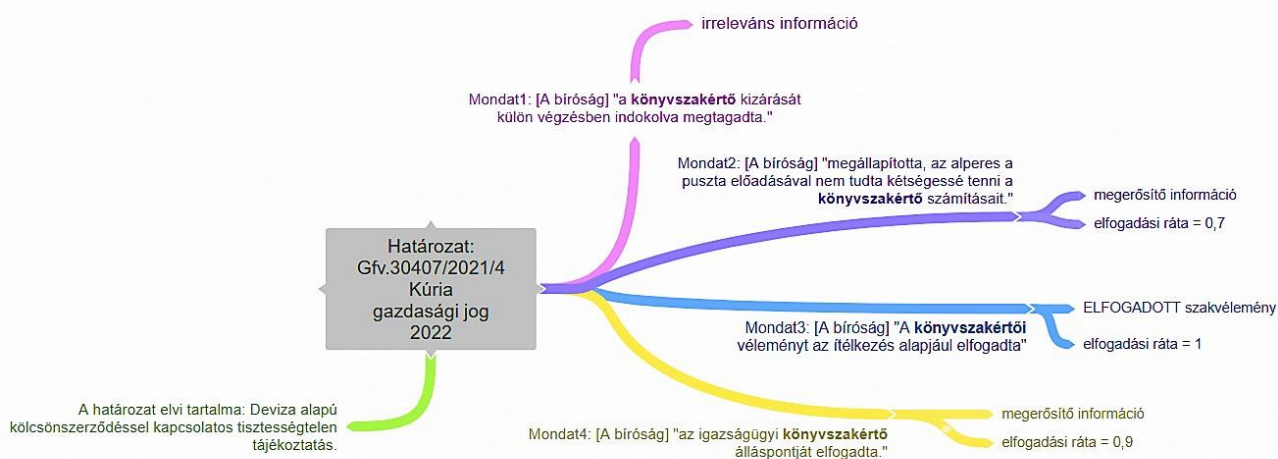 irreleváns információ
Mondat1: [A bíróság] "a könyvszakértő kizárását
külön végzésben indokolva megtagadta."
Mondat2: [A bíróság] "megállapította, az alperes a
puszta előadásával nem tudta kétségessé tenni a
könyvszakértő számításait."
megerősítő információ
elfogadási ráta = 0,7
Határozat:
Gfv.30407/2021/4
Kúria
gazdasági jog
2022
Mondat3: [A bíróság] "A könyvszakértői
véleményt az ítélkezés alapjául elfogadta"
ELFOGADOTT szakvélemény
elfogadási ráta = 1
A határozat elvi tartalma: Deviza alapú
kölcsönszerződéssel kapcsolatos tisztességtelen
tájékoztatás.
Mondat4: [A bíróság] "az igazságügyi könyvszakértő
álláspontját elfogadta."
megerősítő információ
elfogadási ráta = 0,9